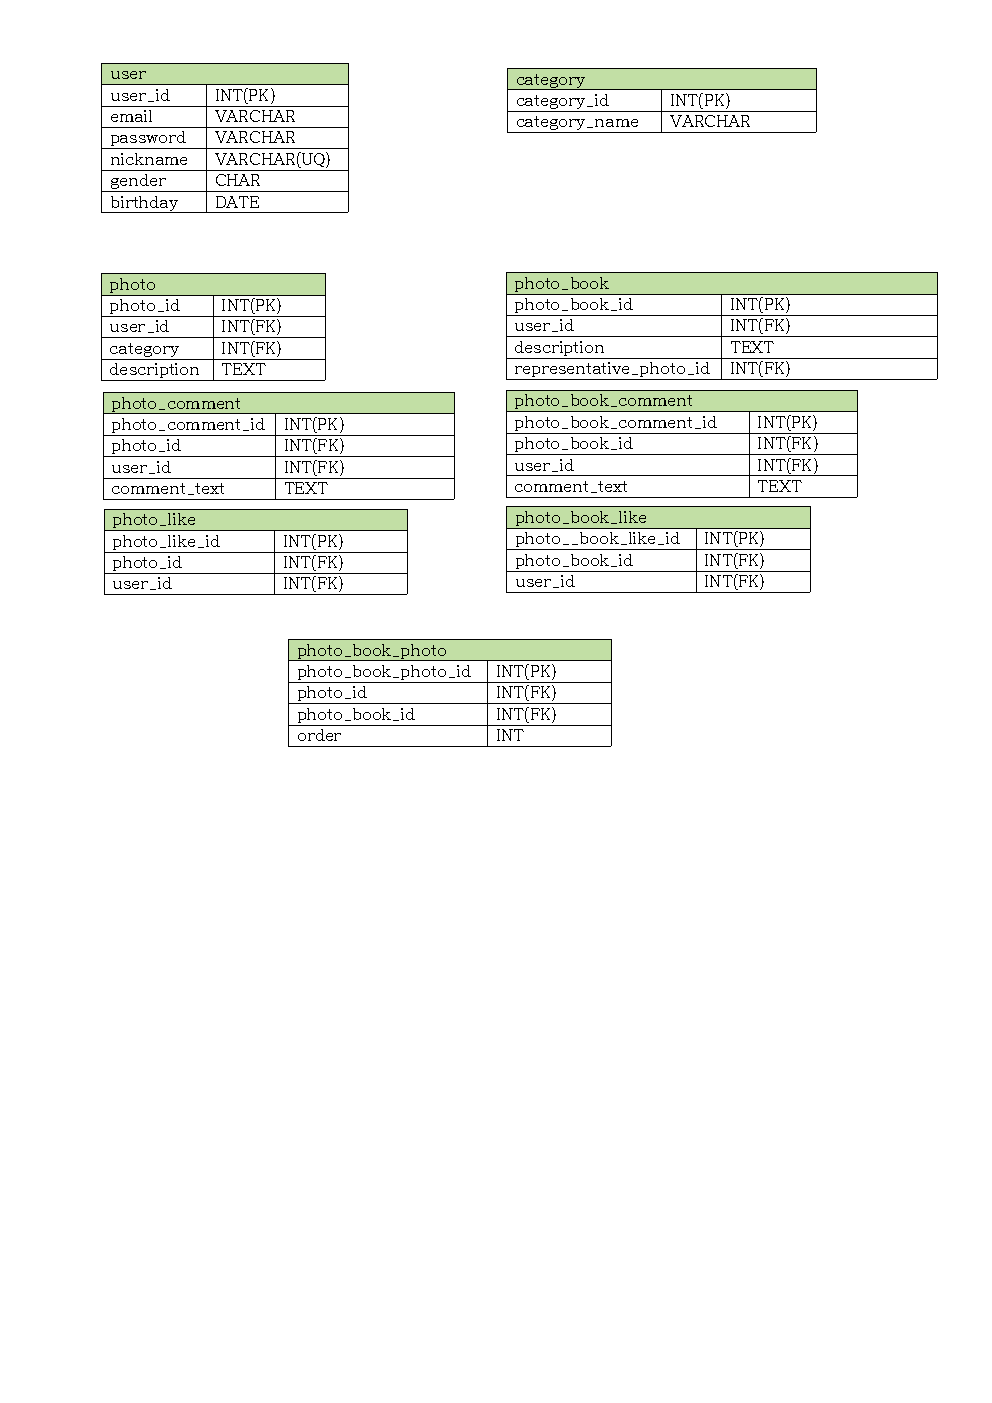 user
user_id INT(PK)
email VARCHAR
password VARCHAR
nickname VARCHAR(UQ)
gender CHAR
birthday DATE
category
category_id INT(PK)
category_name VARCHAR
photo
photo_id INT(PK)
user_id INT(FK)
category INT(FK)
description TEXT
photo_book
photo_book_id INT(PK)
user_id INT(FK)
description TEXT
representative_photo_id INT(FK)
photo_comment
photo_comment_id INT(PK)
photo_id INT(FK)
user_id INT(FK)
comment_text TEXT
photo_book_comment
photo_book_comment_id INT(PK)
photo_book_id INT(FK)
user_id INT(FK)
comment_text TEXT
photo_like
photo_like_id INT(PK)
photo_id INT(FK)
user_id INT(FK)
photo_book_like
photo__book_like_id INT(PK)
photo_book_id INT(FK)
user_id INT(FK)
photo_book_photo
photo_book_photo_id INT(PK)
photo_id INT(FK)
photo_book_id INT(FK)
order INT